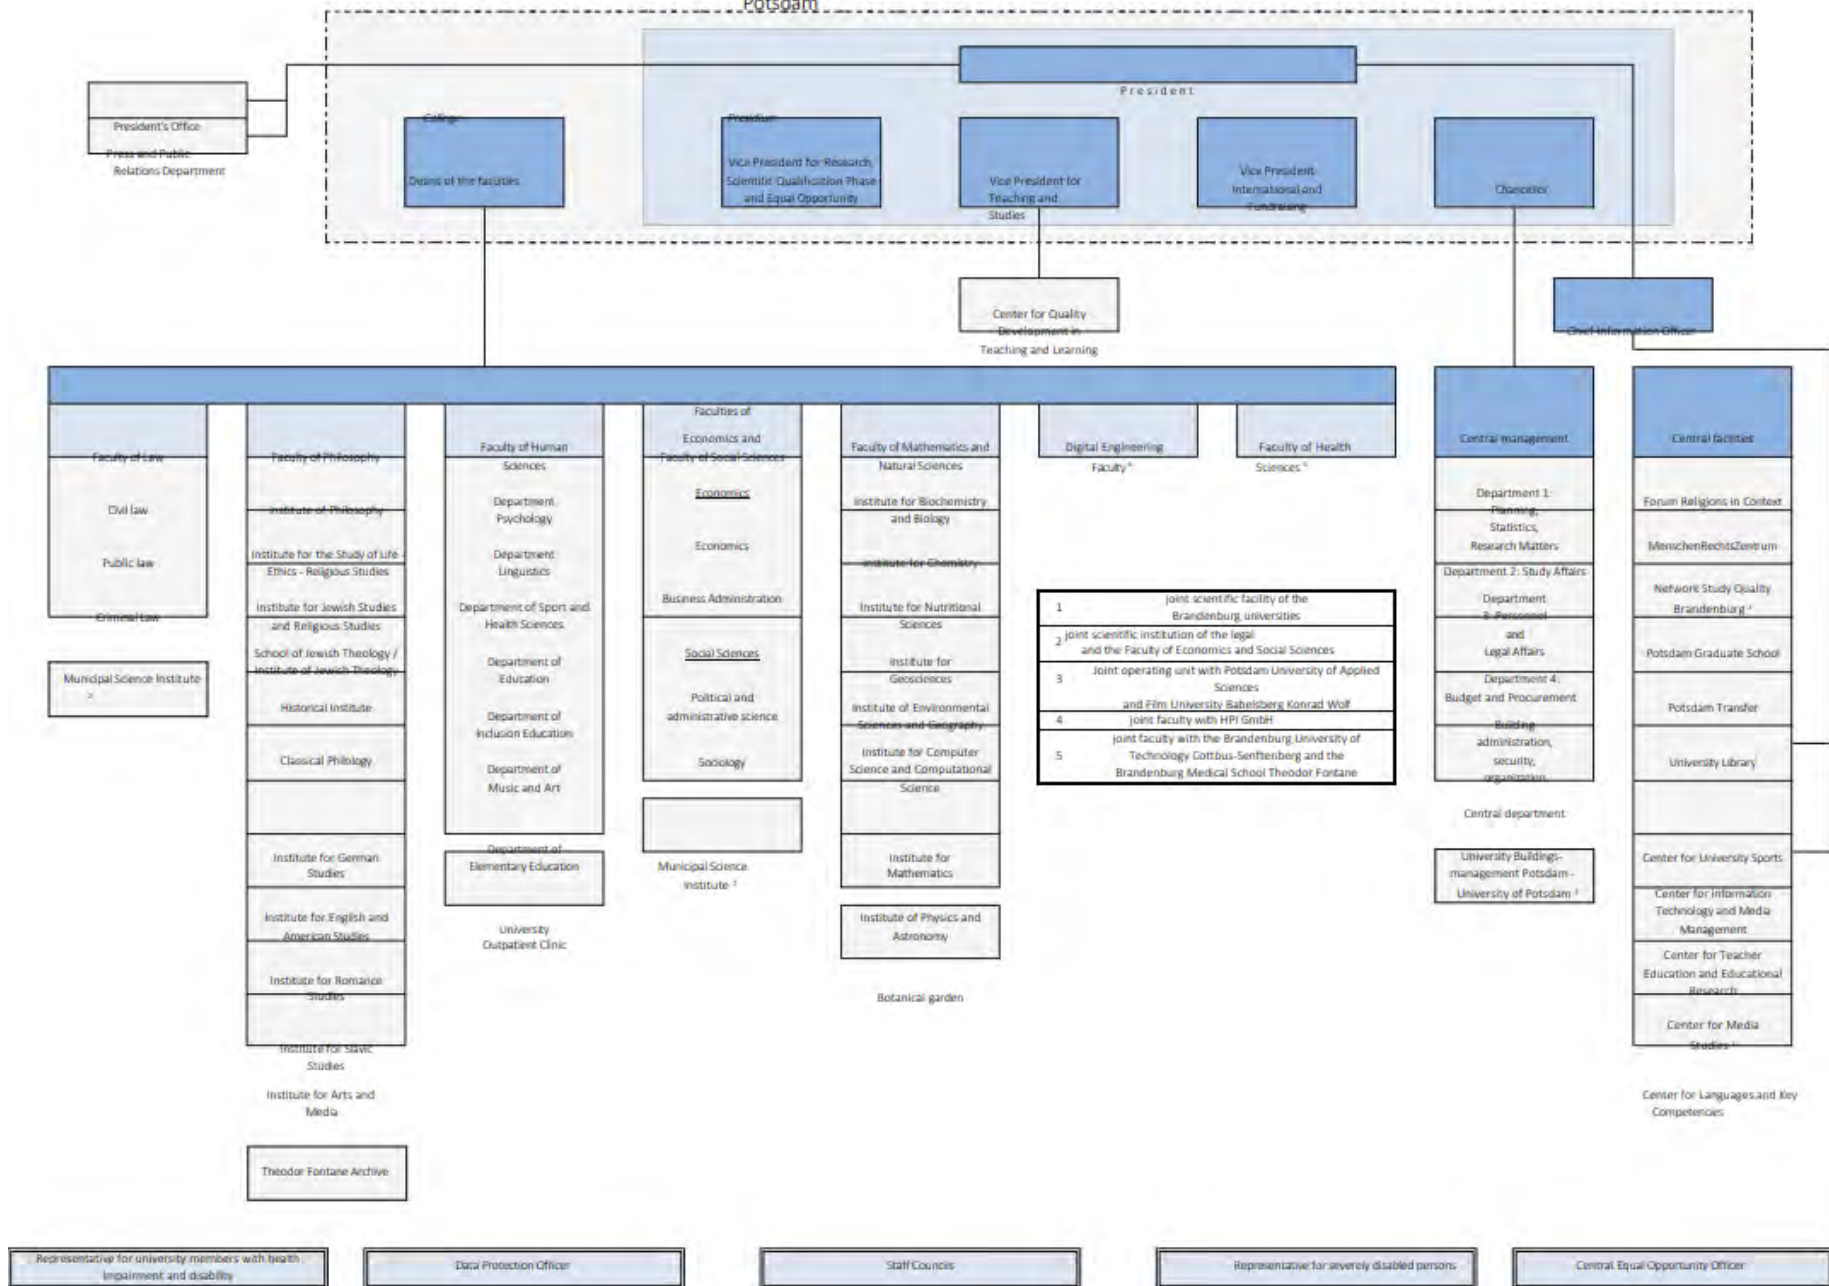 Potsdam
President
President's Office
Press and Public
Relations Department
College
Presidium
Deans of the faculties
Vice President for Research,
Scientific Qualification Phase
and Equal Opportunity
Vice President for
Teaching and
Studies
Vice President
International and
Fundraising
Chancellor
Center for Quality
Development in
Teaching and Learning
Chief Information Officer
Faculty of Law
Civil law
Public law
Criminal law
Municipal Science Institute
2
Faculty of Philosophy
Institute of Philosophy
Institute for the Study of Life -
Ethics - Religious Studies
Institute for Jewish Studies
and Religious Studies
School of Jewish Theology /
Institute of Jewish Theology
Historical Institute
Classical Philology
Institute for German
Studies
Institute for English and
American Studies
Institute for Romance
Studies
Institute for Slavic
Studies
Institute for Arts and
Media
Theodor Fontane Archive
Faculty of Human
Sciences
Department
Psychology
Department
Linguistics
Department of Sport and
Health Sciences
Department of
Education
Department of
Inclusion Education
Department of
Music and Art
Department of
Elementary Education
University
Outpatient Clinic
Faculties of
Economics and
Faculty of Social Sciences
Economics
Economics
Business Administration
Social Sciences
Political and
administrative science
Sociology
Municipal Science
Institute 2
Faculty of Mathematics and
Natural Sciences
Institute for Biochemistry
and Biology
Institute for Chemistry
Institute for Nutritional
Sciences
Institute for
Geosciences
Institute of Environmental
Sciences and Geography
Institute for Computer
Science and Computational
Science
Institute for
Mathematics
Institute of Physics and
Astronomy
Botanical garden
Digital Engineering
Faculty 4
Faculty of Health
Sciences 5
1 joint scientific facility of the
Brandenburg universities
2 joint scientific institution of the legal
and the Faculty of Economics and Social Sciences
3 Joint operating unit with Potsdam University of Applied
Sciences
and Film University Babelsberg Konrad Wolf
4 joint faculty with HPI GmbH
5 joint faculty with the Brandenburg University of
Technology Cottbus-Senftenberg and the
Brandenburg Medical School Theodor Fontane
Central management
Department 1:
Planning,
Statistics,
Research Matters
Department 2: Study Affairs
Department
3: Personnel
and
Legal Affairs
Department 4:
Budget and Procurement
Building
administration,
security,
organization,
Central department
University Buildings-
management Potsdam -
University of Potsdam 3
Central facilities
Forum Religions in Context
MenschenRechtsZentrum
Network Study Quality
Brandenburg 1
Potsdam Graduate School
Potsdam Transfer
University Library
Center for University Sports
Center for Information
Technology and Media
Management
Center for Teacher
Education and Educational
Research
Center for Media
Studies
Center for Languages and Key
Competencies
Representative for university members with health
impairment and disability
Data Protection Officer
Staff Councils
Representative for severely disabled persons
Central Equal Opportunity Officer